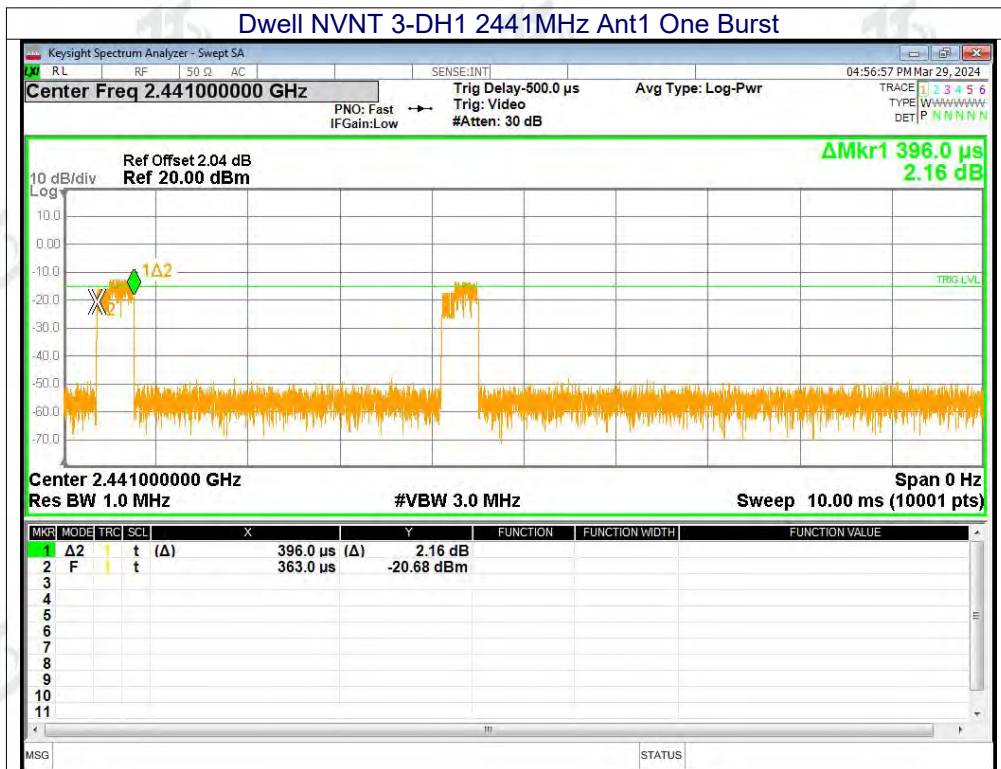 Dwell NVNT 3-DH1 2441MHz Ant1 One Burst
Keysight Spectrum Analyzer - Swept SA
LXI RL RF 50 Ω AC SENSE:INT 04:56:57 PM Mar 29, 2024
Center Freq 2.441000000 GHz Trig Delay-500.0 µs Avg Type: Log-Pwr TRACE 1 2 3 4 5 6
PNO: Fast Trig: Video TYPE WWWWWWW
IFGain:Low #Atten: 30 dB DET P N N N N N
ΔMkr1 396.0 µs
2.16 dB
Ref Offset 2.04 dB
10 dB/div Ref 20.00 dBm
Log
10.0
0.00
-10.0 1Δ2
TRIG LVL
-20.0 2
-30.0
-40.0
-50.0
-60.0
-70.0
Center 2.441000000 GHz Span 0 Hz
Res BW 1.0 MHz #VBW 3.0 MHz Sweep 10.00 ms (10001 pts)
MKR MODE TRC SCL X Y FUNCTION FUNCTION WIDTH FUNCTION VALUE
1 Δ2 1 t (Δ) 396.0 µs (Δ) 2.16 dB
2 F 1 t 363.0 µs -20.68 dBm
3
4
5
6
7
8
9
10
11
MSG STATUS